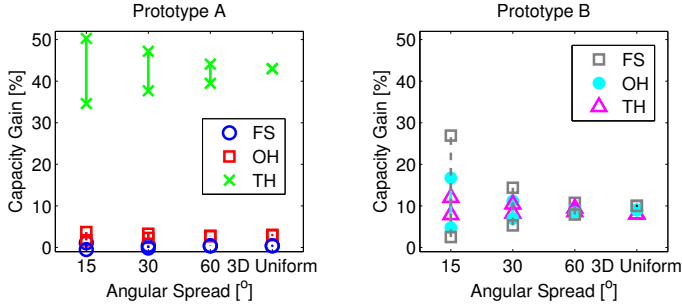 Prototype A
Capacity Gain [%]
50
40
30
20
10
0
FS
OH
TH
15 30 60 3D Uniform
Angular Spread [o]
Prototype B
Capacity Gain [%]
50
40
30
20
10
0
FS
OH
TH
15 30 60 3D Uniform
Angular Spread [o]